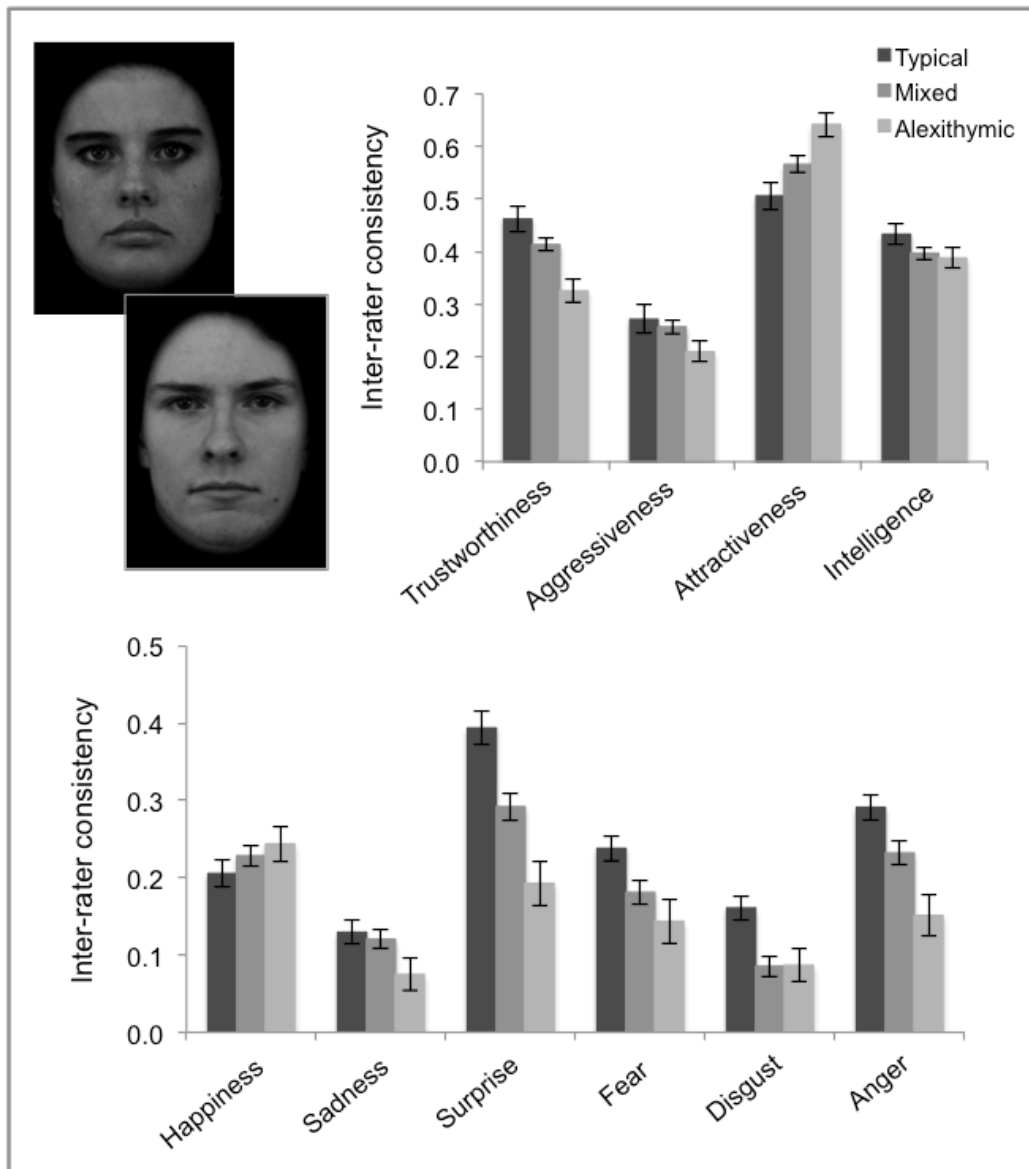 Typical
Mixed
Alexithymic
Inter-rater consistency
0.7
0.6
0.5
0.4
0.3
0.2
0.1
0.0
Trustworthiness
Aggressiveness
Attractiveness
Intelligence
Inter-rater consistency
0.5
0.4
0.3
0.2
0.1
0.0
Happiness
Sadness
Surprise
Fear
Disgust
Anger